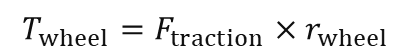 T_wheel = F_traction × r_wheel